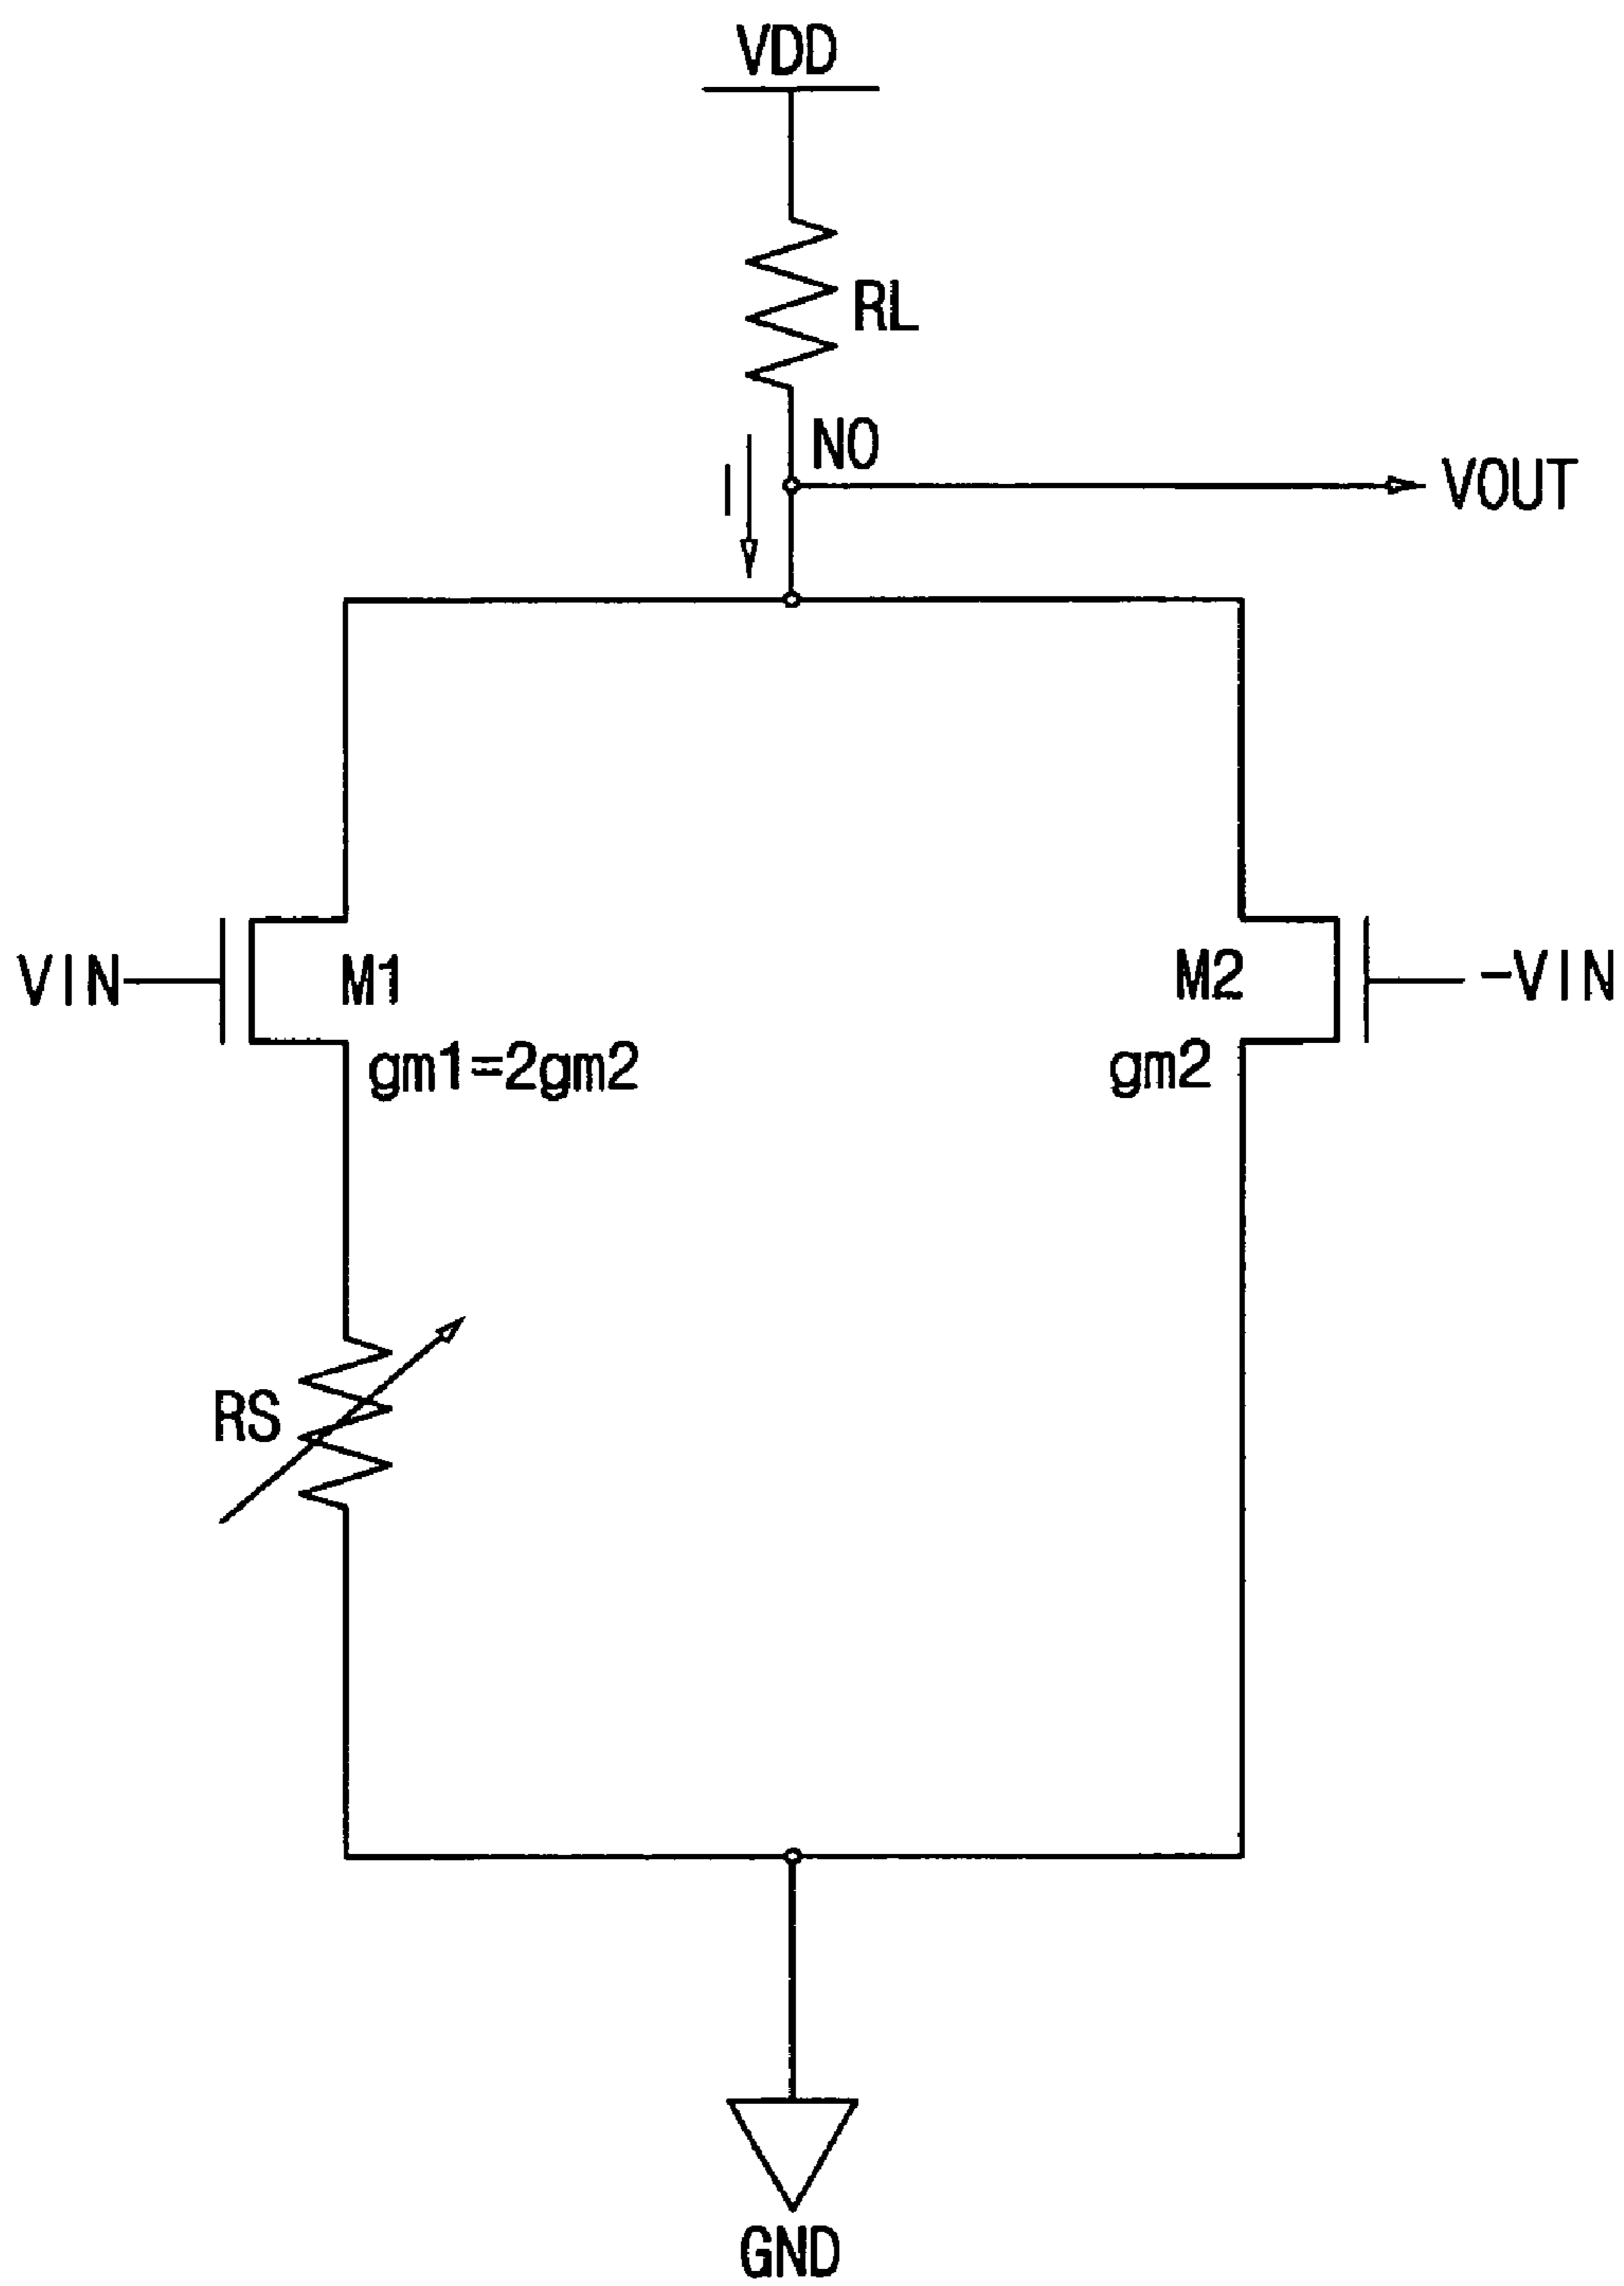 VDD
RL
NO
I
VOUT
VIN
M1
M2
-VIN
gm1=2gm2
gm2
RS
GND